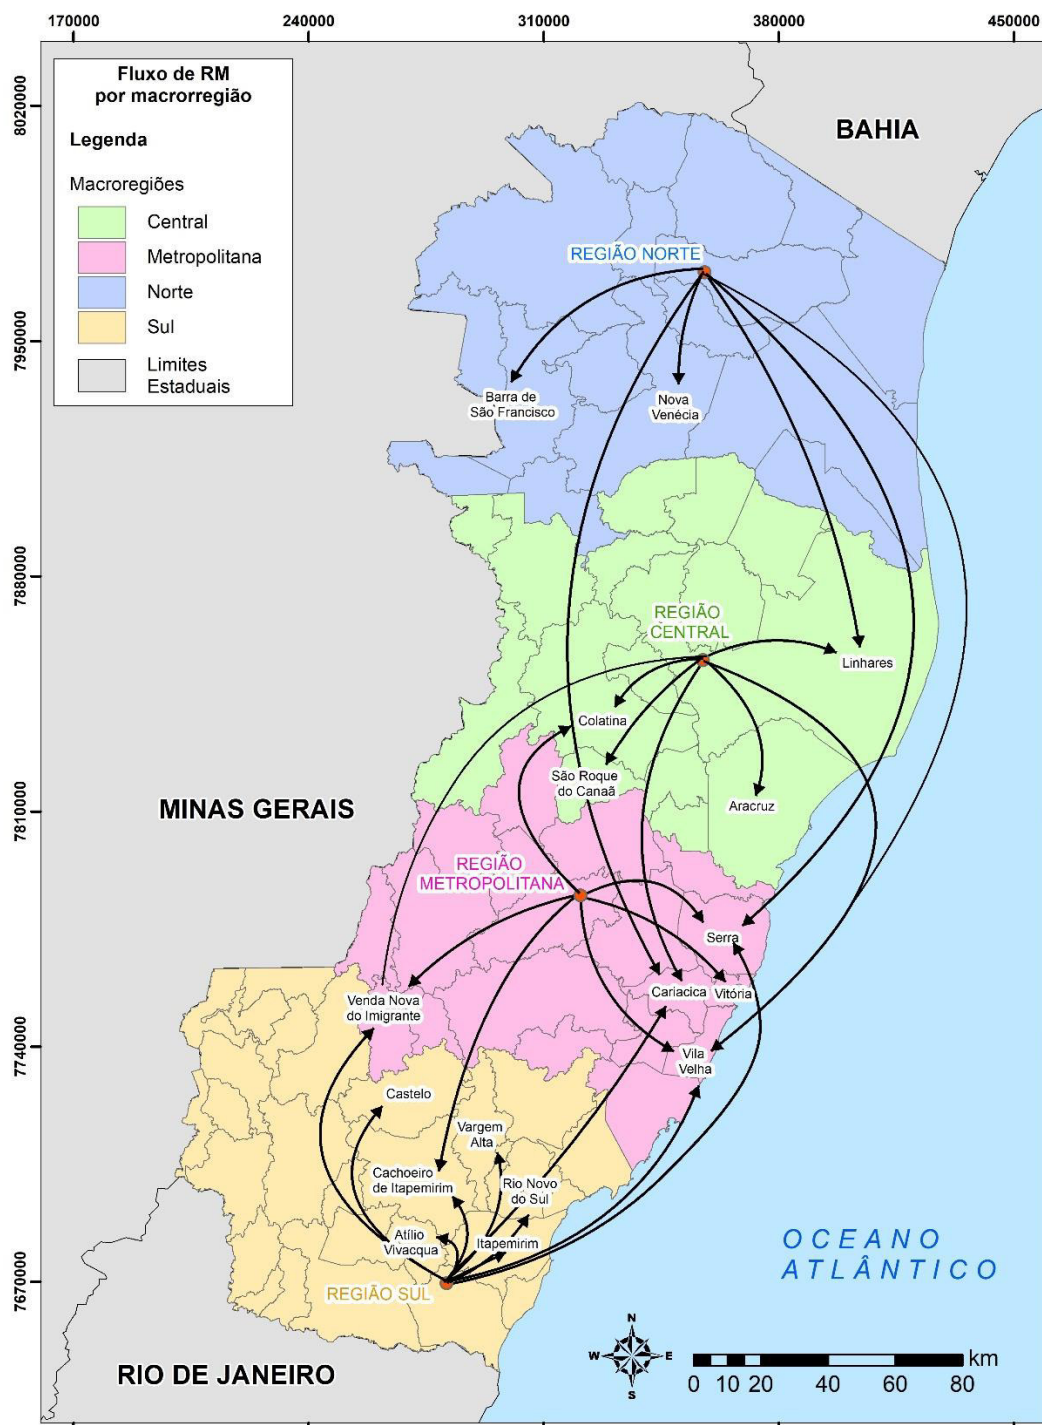 170000
240000
310000
380000
450000
8020000
7950000
7880000
7810000
7740000
7670000
Fluxo de RM
por macrorregião
Legenda
Macroregiões
Central
Metropolitana
Norte
Sul
Limites
Estaduais
BAHIA
REGIÃO NORTE
Barra de
São Francisco
Nova
Venécia
REGIÃO
CENTRAL
Linhares
Colatina
São Roque
do Canaã
Aracruz
MINAS GERAIS
REGIÃO
METROPOLITANA
Serra
Cariacica
Vitória
Venda Nova
do Imigrante
Vila
Velha
Castelo
Vargem
Alta
Cachoeiro
de Itapemirim
Rio Novo
do Sul
Atílio
Vivacqua
Itapemirim
REGIÃO SUL
OCEANO
ATLÂNTICO
RIO DE JANEIRO
N
W
E
S
km
0 10 20 40 60 80